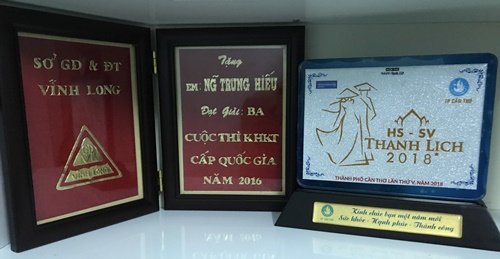 SỞ GD & ĐT
VĨNH LONG
Tặng
EM: NG TRUNG HIẾU
Đạt Giải: BA
CUỘC THI KHKT
CẤP QUỐC GIA
NĂM 2016
HS - SV
THANH LỊCH
2018
THÀNH PHỐ CẦN THƠ LẦN THỨ V, NĂM 2018
Kính chúc bạn một năm mới
Sức khỏe - Hạnh phúc - Thành công